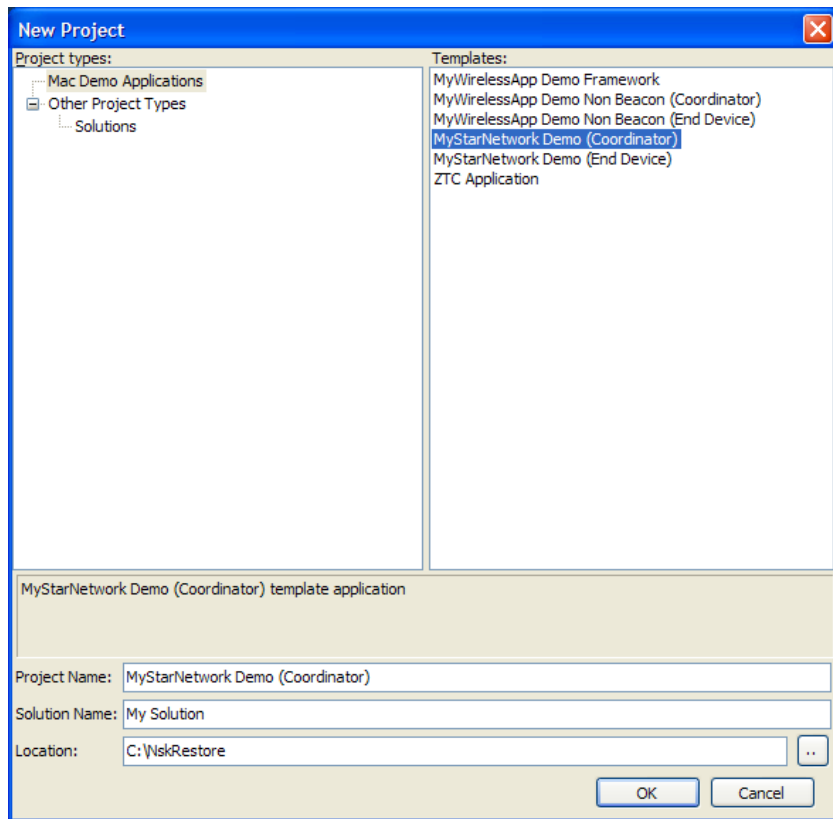 New Project
Project types:
Templates:
Mac Demo Applications
Other Project Types
Solutions
MyWirelessApp Demo Framework
MyWirelessApp Demo Non Beacon (Coordinator)
MyWirelessApp Demo Non Beacon (End Device)
MyStarNetwork Demo (Coordinator)
MyStarNetwork Demo (End Device)
ZTC Application
MyStarNetwork Demo (Coordinator) template application
Project Name: MyStarNetwork Demo (Coordinator)
Solution Name: My Solution
Location: C:\NskRestore ..
OK Cancel